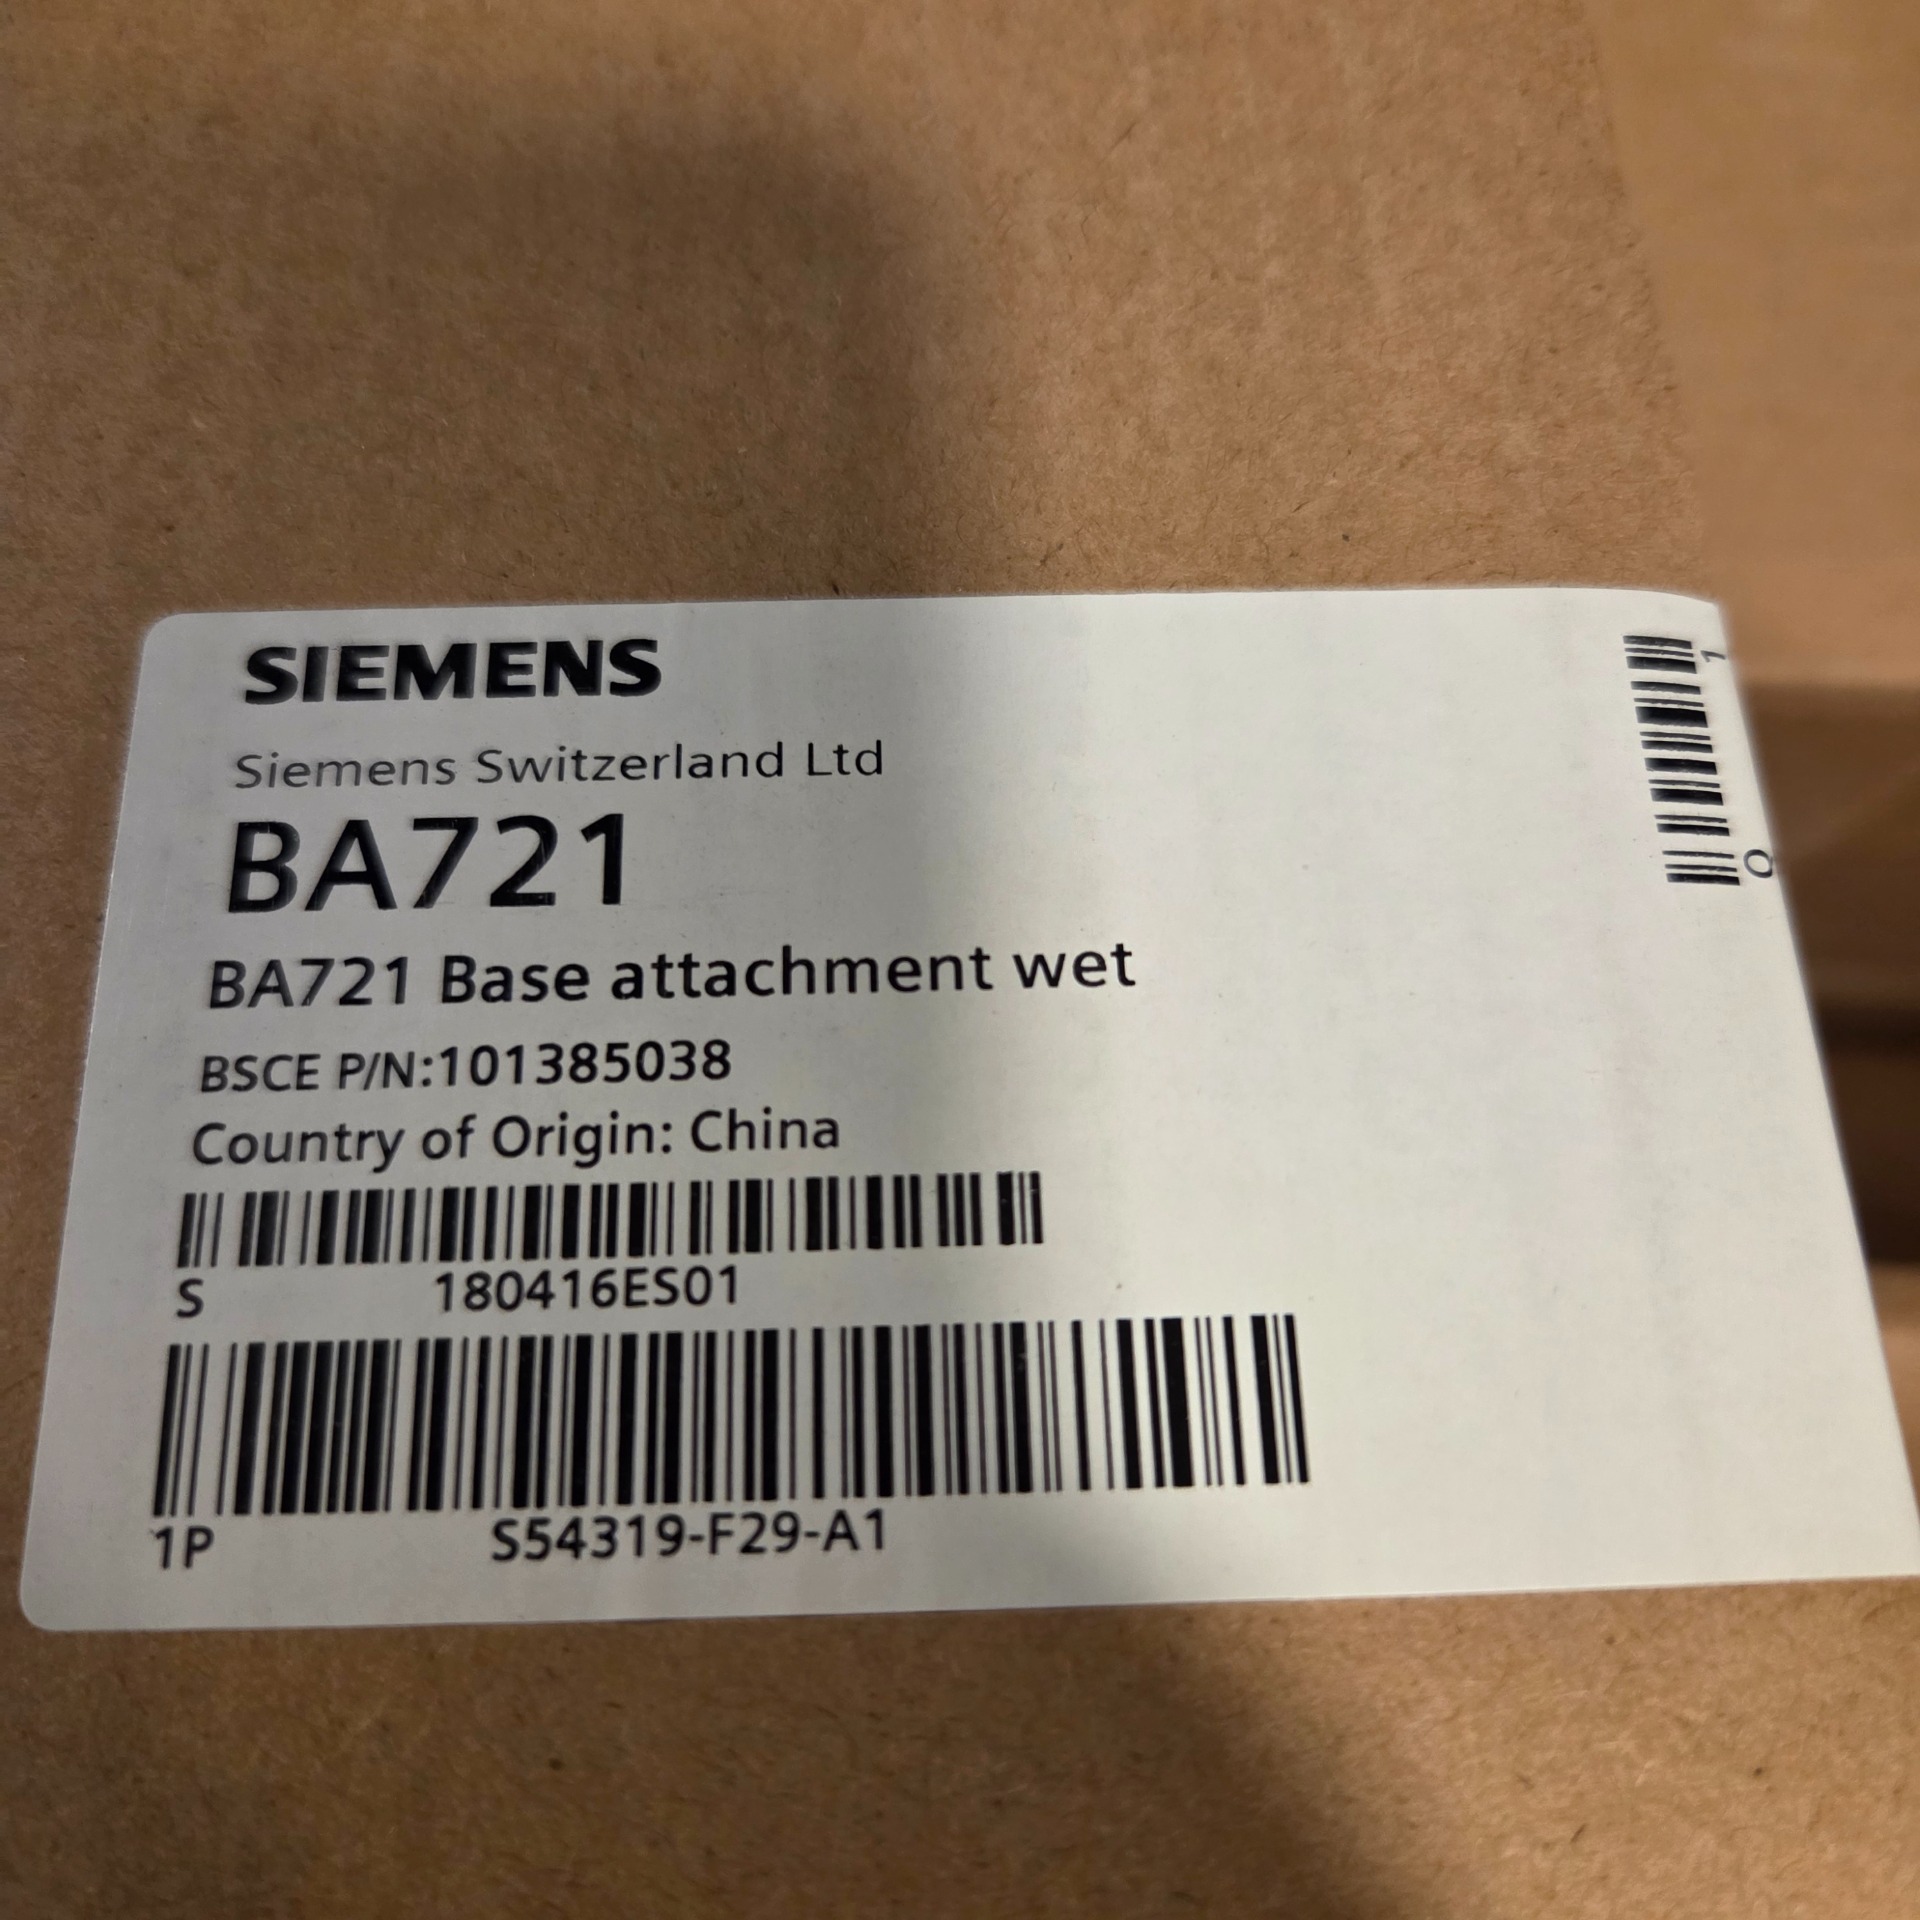 SIEMENS
Siemens Switzerland Ltd
BA721
BA721 Base attachment wet
BSCE P/N:101385038
Country of Origin: China
S 180416ES01
1P S54319-F29-A1
Q 1